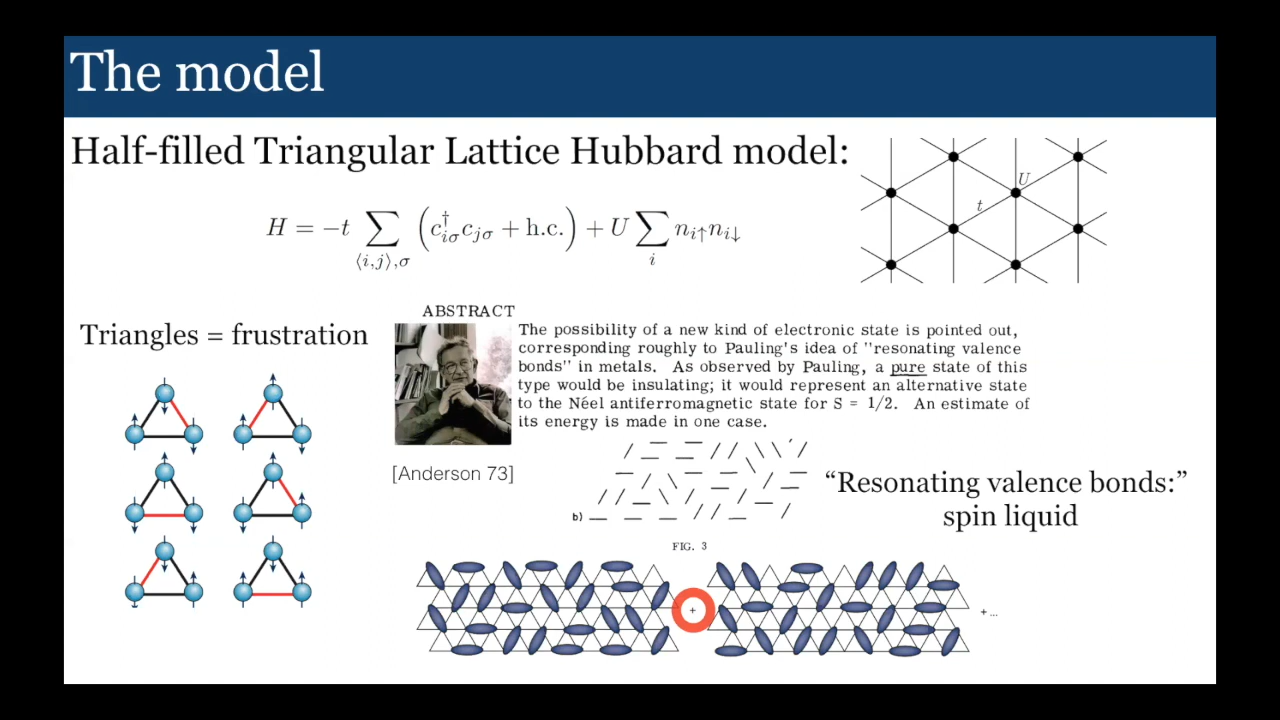 The model
Half-filled Triangular Lattice Hubbard model:
H = −t ∑⟨i,j⟩,σ (c†iσ cjσ + h.c.) + U ∑i ni↑ni↓
U
t
Triangles = frustration
ABSTRACT
The possibility of a new kind of electronic state is pointed out,
corresponding roughly to Pauling's idea of "resonating valence
bonds" in metals. As observed by Pauling, a pure state of this
type would be insulating; it would represent an alternative state
to the Néel antiferromagnetic state for S = 1/2. An estimate of
its energy is made in one case.
[Anderson 73]
“Resonating valence bonds:”
spin liquid
b)
FIG. 3
+
+ ...